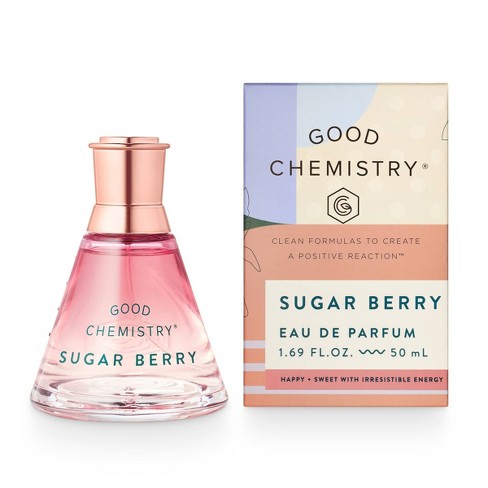 GOOD
CHEMISTRY®
SUGAR BERRY
GOOD
CHEMISTRY®
CLEAN FORMULAS TO CREATE
A POSITIVE REACTION™
SUGAR BERRY
EAU DE PARFUM
1.69 FL.OZ. 50 mL
HAPPY + SWEET WITH IRRESISTIBLE ENERGY